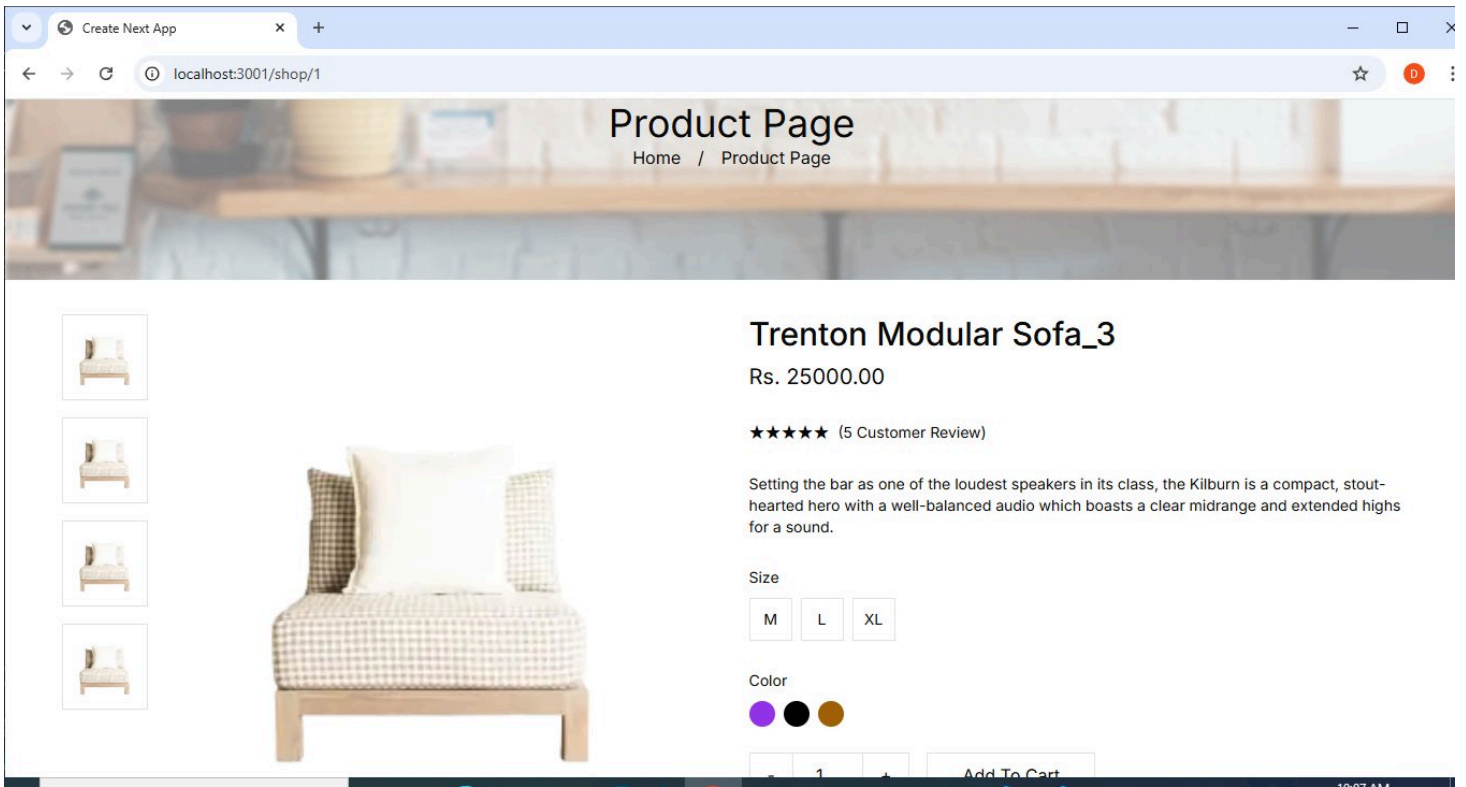 Create Next App
localhost:3001/shop/1
D
Product Page
Home / Product Page
Trenton Modular Sofa_3
Rs. 25000.00
★★★★★ (5 Customer Review)
Setting the bar as one of the loudest speakers in its class, the Kilburn is a compact, stout-
hearted hero with a well-balanced audio which boasts a clear midrange and extended highs
for a sound.
Size
M L XL
Color
- 1 + Add To Cart
10:07 AM